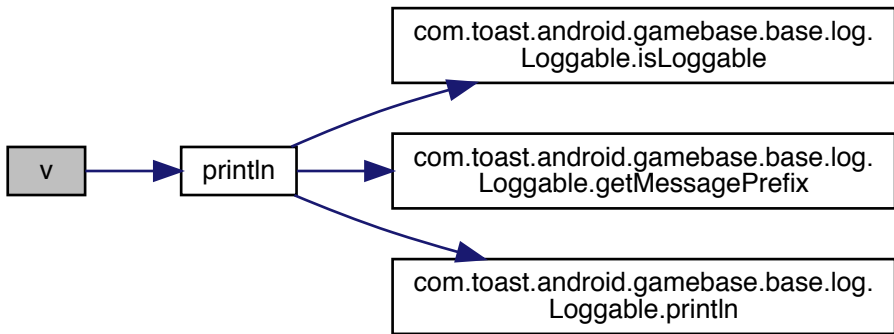 v
println
com.toast.android.gamebase.base.log.
Loggable.isLoggable
com.toast.android.gamebase.base.log.
Loggable.getMessagePrefix
com.toast.android.gamebase.base.log.
Loggable.println